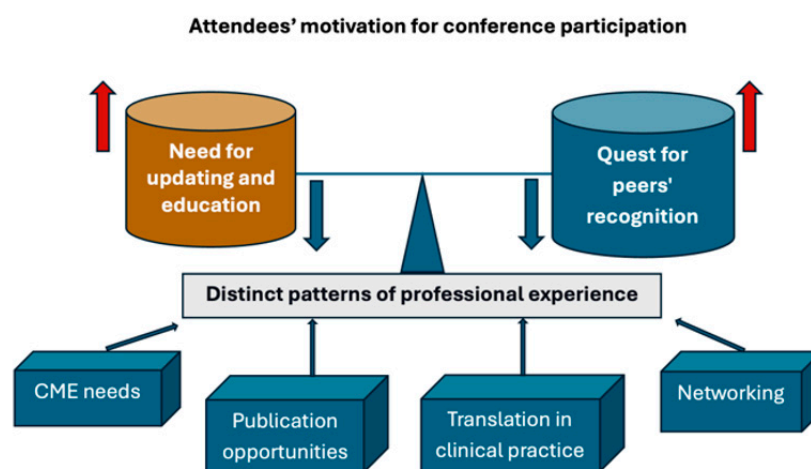 Attendees’ motivation for conference participation
Need for
updating and
education
Quest for
peers'
recognition
Distinct patterns of professional experience
CME needs
Publication
opportunities
Translation in
clinical practice
Networking